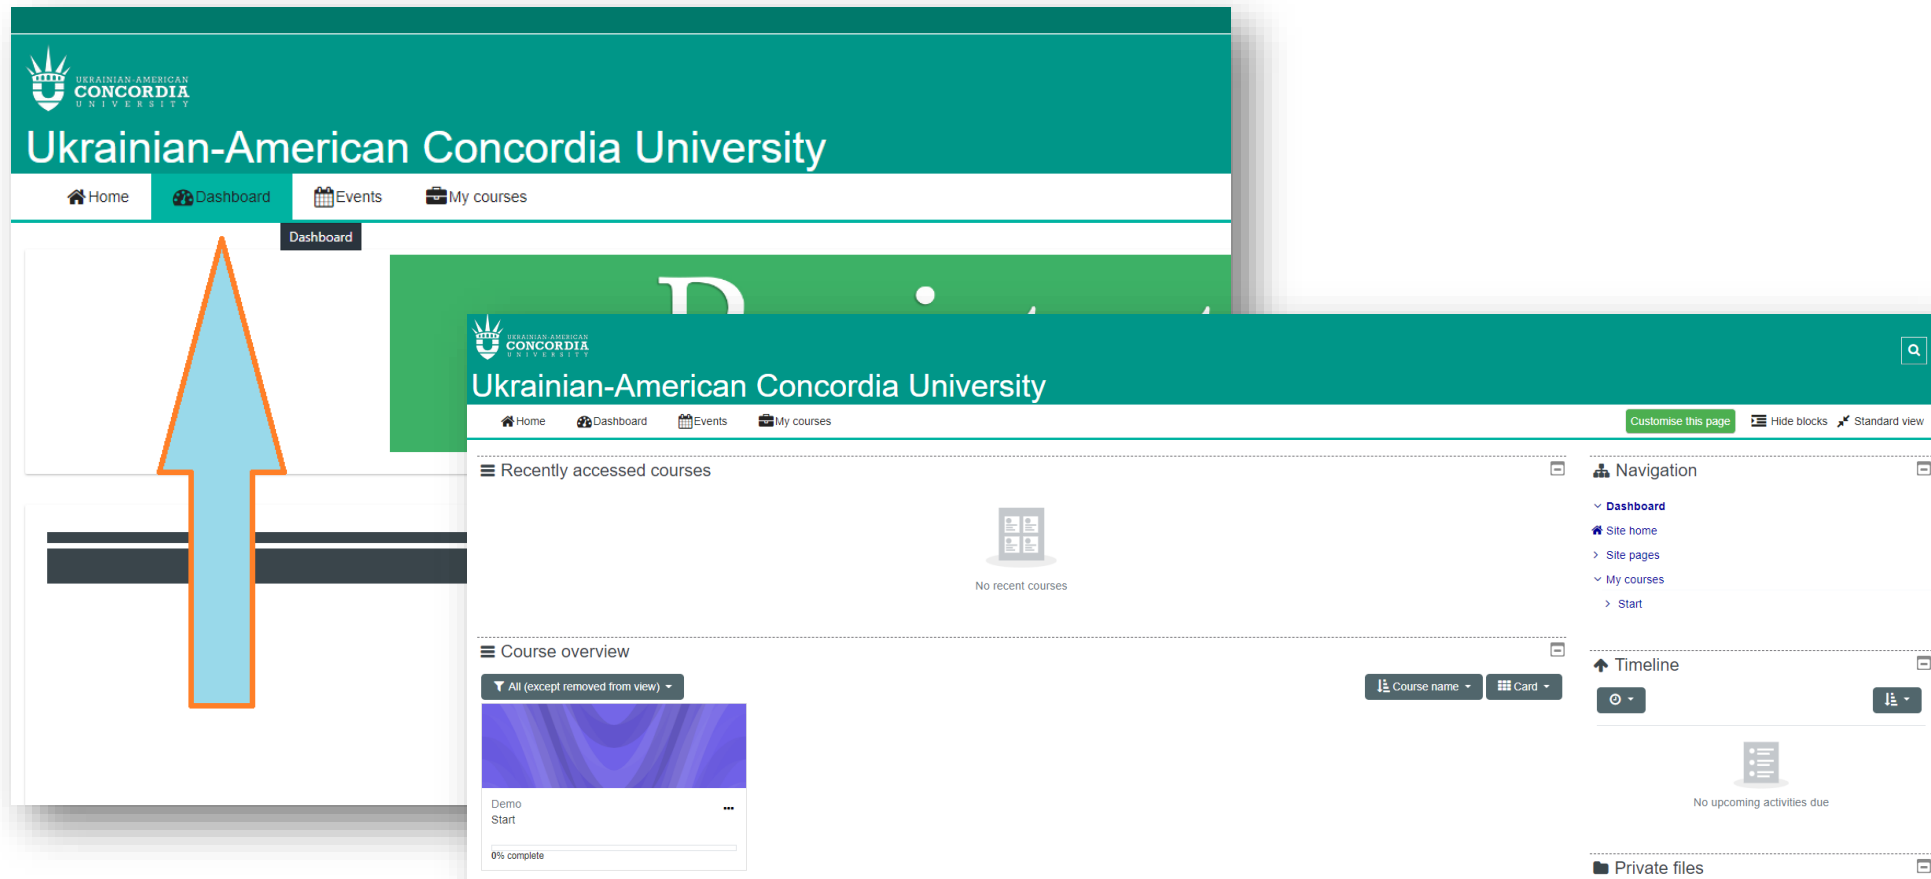 UKRAINIAN-AMERICAN
CONCORDIA
UNIVERSITY
Ukrainian-American Concordia University
Home Dashboard Events My courses
Dashboard
UKRAINIAN-AMERICAN
CONCORDIA
UNIVERSITY
Ukrainian-American Concordia University
Home Dashboard Events My courses
Customise this page Hide blocks Standard view
Recently accessed courses
No recent courses
Course overview
All (except removed from view)
Course name Card
Demo
Start
0% complete
Navigation
Dashboard
Site home
Site pages
My courses
Start
Timeline
No upcoming activities due
Private files